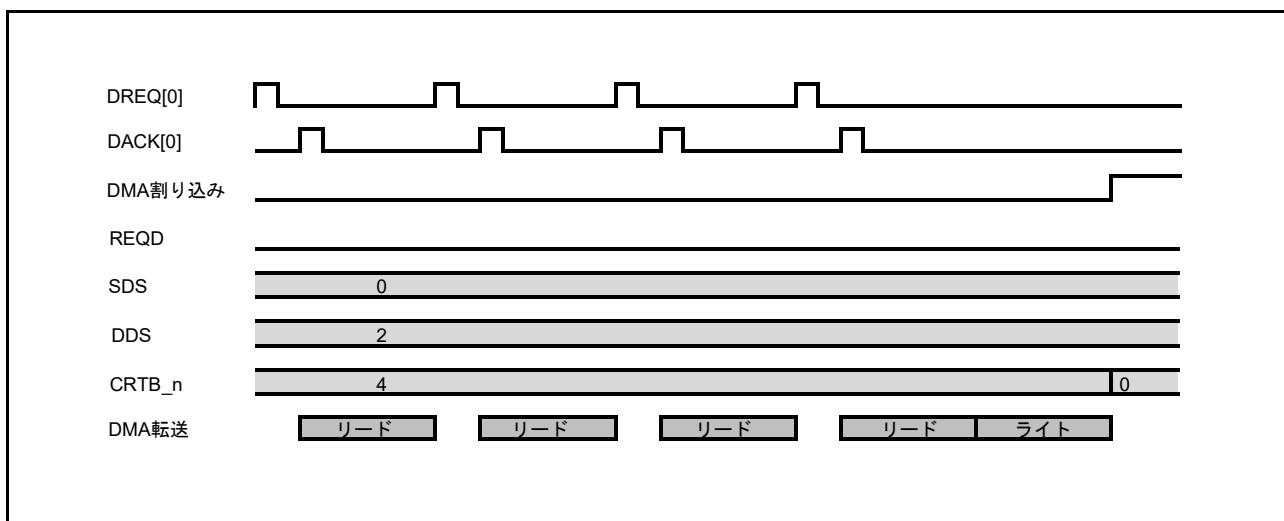 DREQ[0]
DACK[0]
DMA割り込み
REQD
SDS 0
DDS 2
CRTB_n 4 0
DMA転送 リード リード リード リード ライト